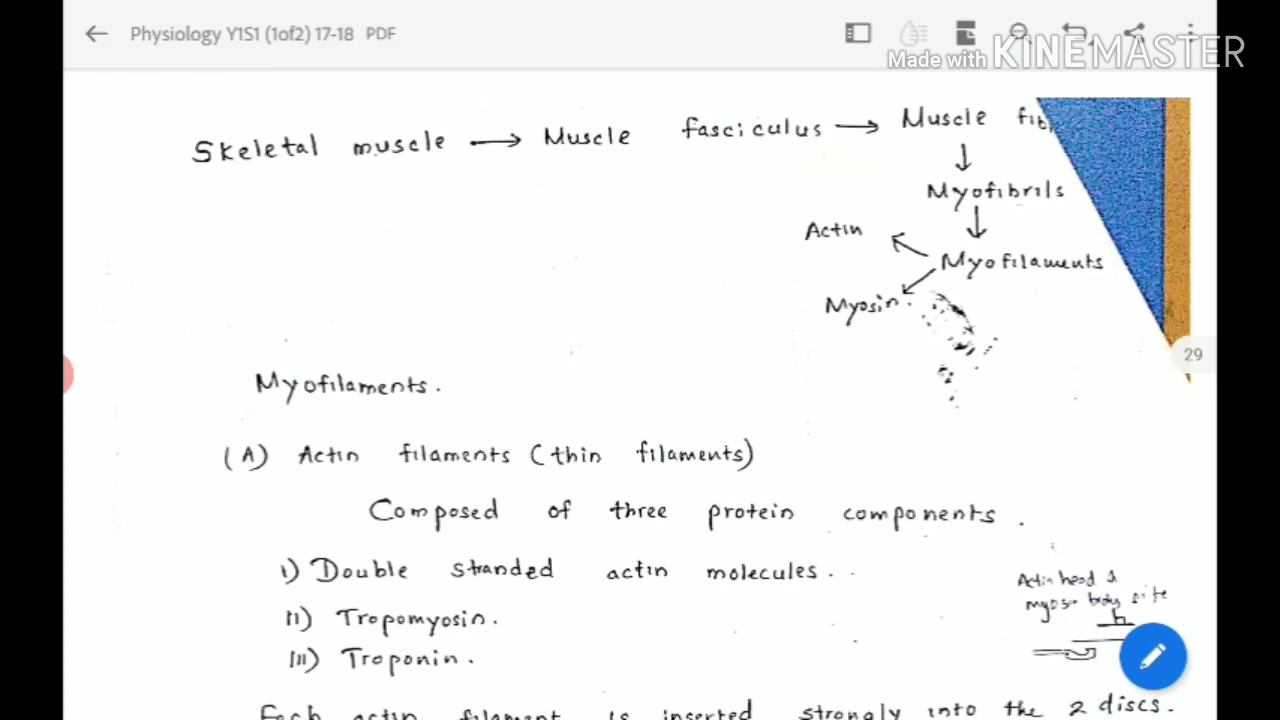 Physiology Y1S1 (1of2) 17-18 PDF
Made with KINEMASTER
Skeletal muscle → Muscle fasciculus → Muscle
Myofibrils
Actin
Myofilaments
Myosin.
29
Myofilaments.
(A) Actin filaments (thin filaments)
Composed of three protein components.
I) Double stranded actin molecules.
Actin head &
site
II) Tropomyosin.
III) Troponin.
Each actin filament is inserted strongly into the 2 discs.